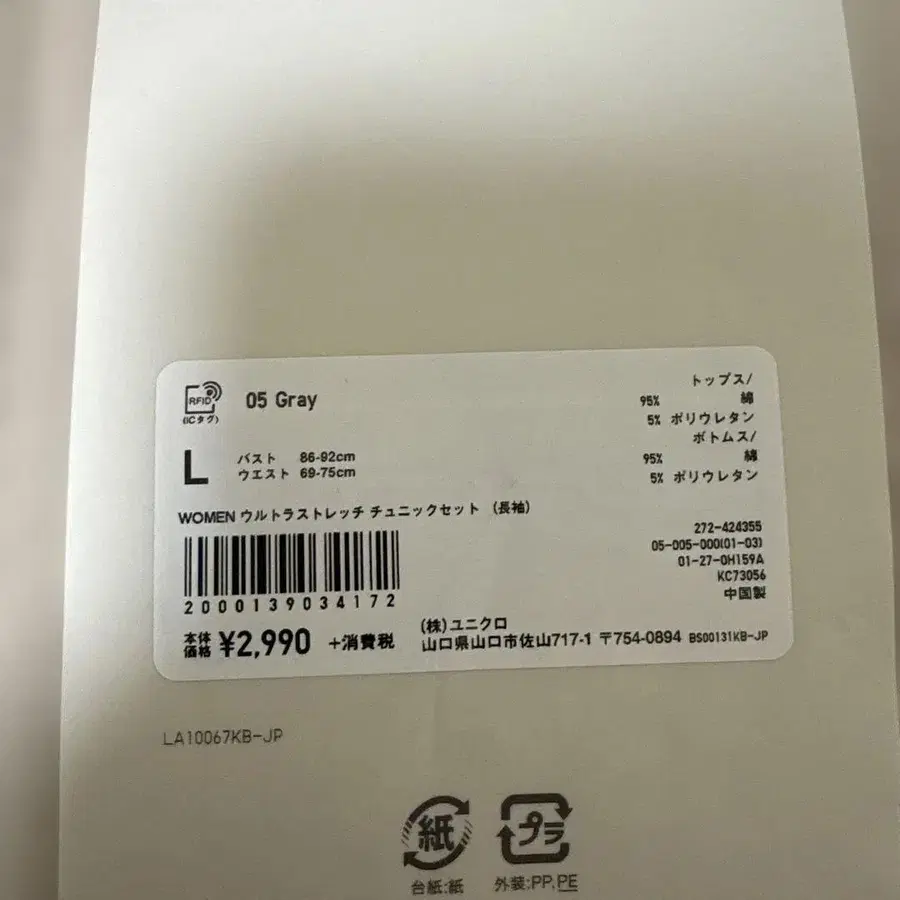 RFID
(ICタグ)
05 Gray
L
バスト 86-92cm
ウエスト 69-75cm
トップス/
95% 綿
5% ポリウレタン
ボトムス/
95% 綿
5% ポリウレタン
WOMEN ウルトラストレッチ チュニックセット (長袖)
2000139034172
272-424355
05-005-000(01-03)
01-27-0H159A
KC73056
中国製
本体
価格 ¥2,990 +消費税
(株)ユニクロ
山口県山口市佐山717-1 〒754-0894 BS00131KB-JP
LA10067KB-JP
紙
台紙:紙
プラ
外装:PP,PE